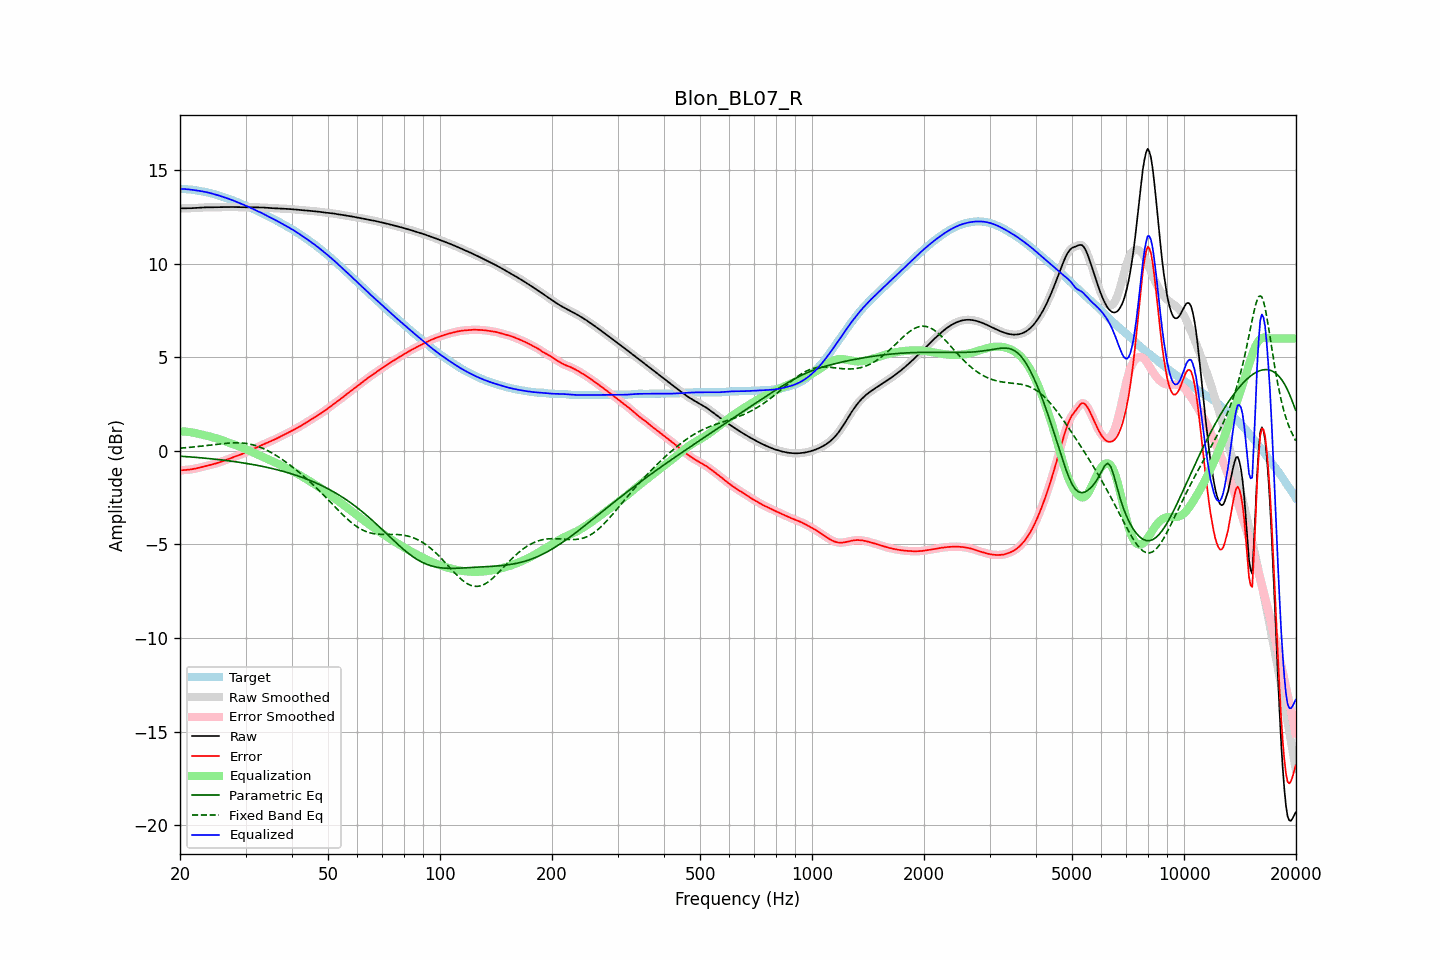 Blon_BL07_R
Amplitude (dBr)
15
10
5
0
−5
−10
−15
−20
Target
Raw Smoothed
Error Smoothed
Raw
Error
Equalization
Parametric Eq
Fixed Band Eq
Equalized
20 50 100 200 500 1000 2000 5000 10000 20000
Frequency (Hz)